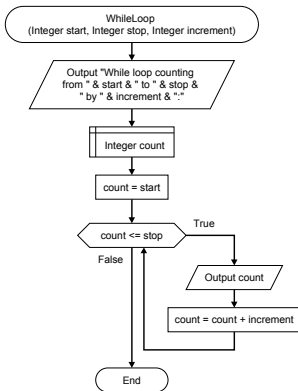 WhileLoop
(Integer start, Integer stop, Integer increment)
Output "While loop counting
from " & start & " to " & stop &
" by " & increment & ":"
Integer count
count = start
count <= stop
True
False
Output count
count = count + increment
End